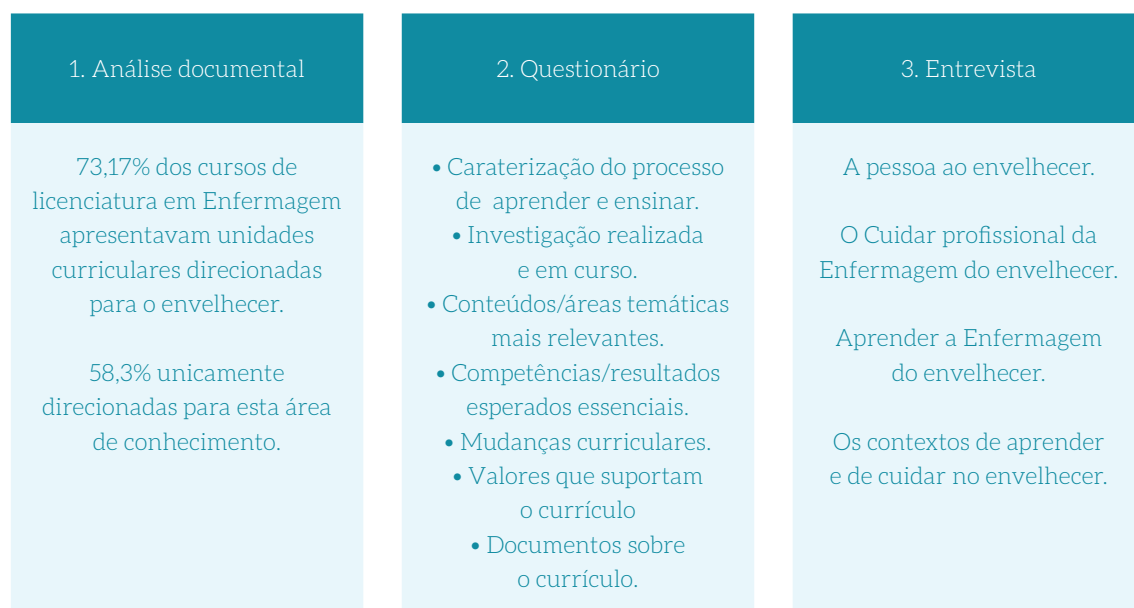 1. Análise documental
73,17% dos cursos de
licenciatura em Enfermagem
apresentavam unidades
curriculares direcionadas
para o envelhecer.
58,3% unicamente
direcionadas para esta área
de conhecimento.
2. Questionário
• Caraterização do processo
de aprender e ensinar.
• Investigação realizada
e em curso.
• Conteúdos/áreas temáticas
mais relevantes.
• Competências/resultados
esperados essenciais.
• Mudanças curriculares.
• Valores que suportam
o currículo
• Documentos sobre
o currículo.
3. Entrevista
A pessoa ao envelhecer.
O Cuidar profissional da
Enfermagem do envelhecer.
Aprender a Enfermagem
do envelhecer.
Os contextos de aprender
e de cuidar no envelhecer.